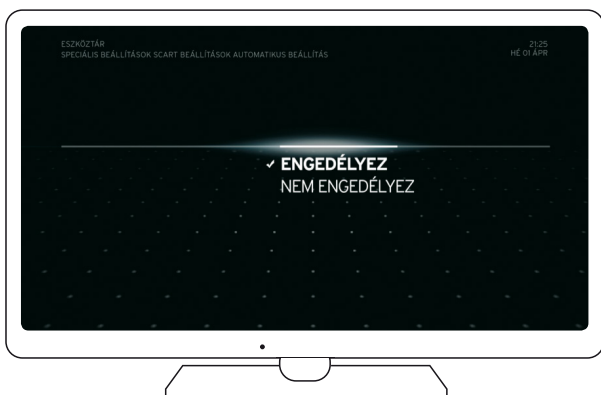 ESZKÖZTÁR
SPECIÁLIS BEÁLLÍTÁSOK SCART BEÁLLÍTÁSOK AUTOMATIKUS BEÁLLÍTÁS
21:25
HÉ 01 ÁPR
✓ ENGEDÉLYEZ
NEM ENGEDÉLYEZ